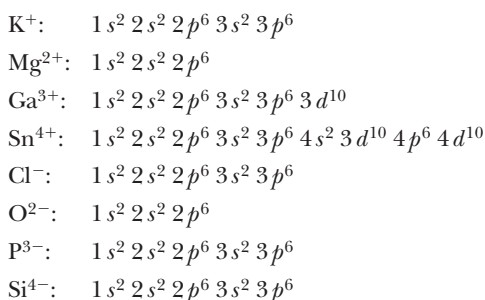 K⁺: 1s² 2s² 2p⁶ 3s² 3p⁶
Mg²⁺: 1s² 2s² 2p⁶
Ga³⁺: 1s² 2s² 2p⁶ 3s² 3p⁶ 3d¹⁰
Sn⁴⁺: 1s² 2s² 2p⁶ 3s² 3p⁶ 4s² 3d¹⁰ 4p⁶ 4d¹⁰
Cl⁻: 1s² 2s² 2p⁶ 3s² 3p⁶
O²⁻: 1s² 2s² 2p⁶
P³⁻: 1s² 2s² 2p⁶ 3s² 3p⁶
Si⁴⁻: 1s² 2s² 2p⁶ 3s² 3p⁶